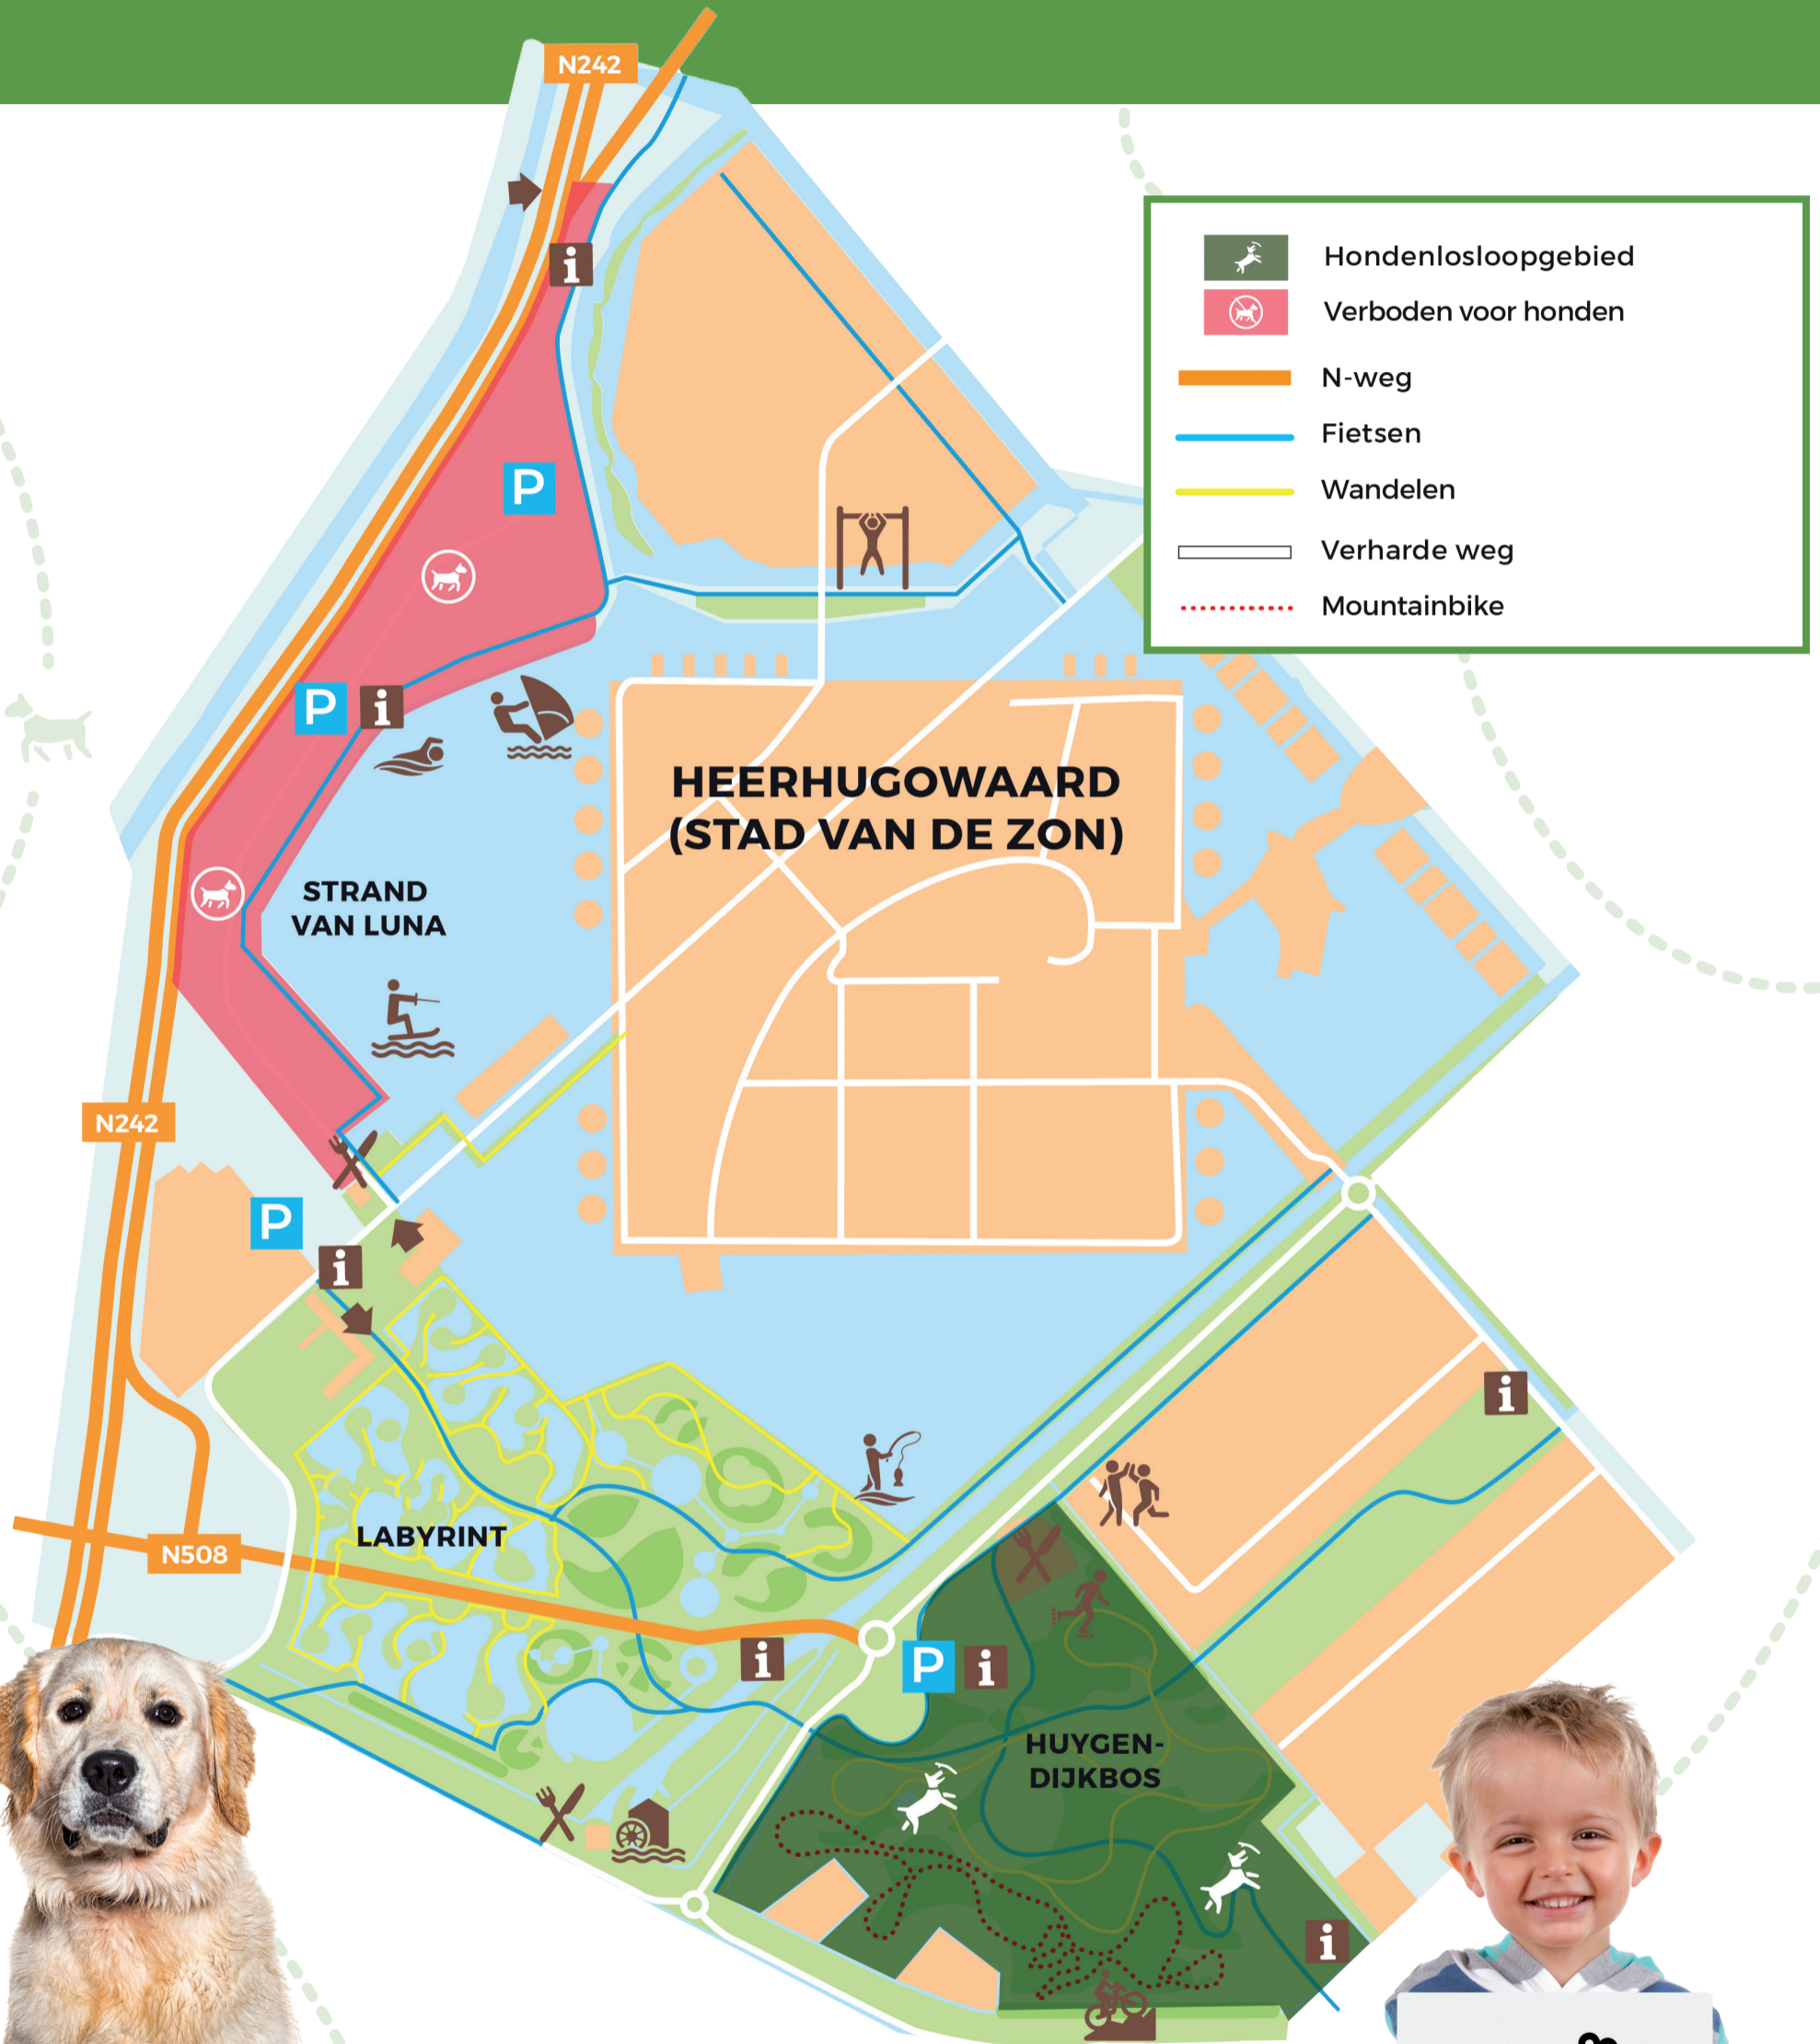 N242
Hondenlosloopgebied
Verboden voor honden
N-weg
Fietsen
Wandelen
Verharde weg
Mountainbike
i
P
P
i
HEERHUGOWAARD
(STAD VAN DE ZON)
STRAND
VAN LUNA
N242
P
i
i
LABYRINT
N508
i
P
i
HUYGEN-
DIJKBOS
i